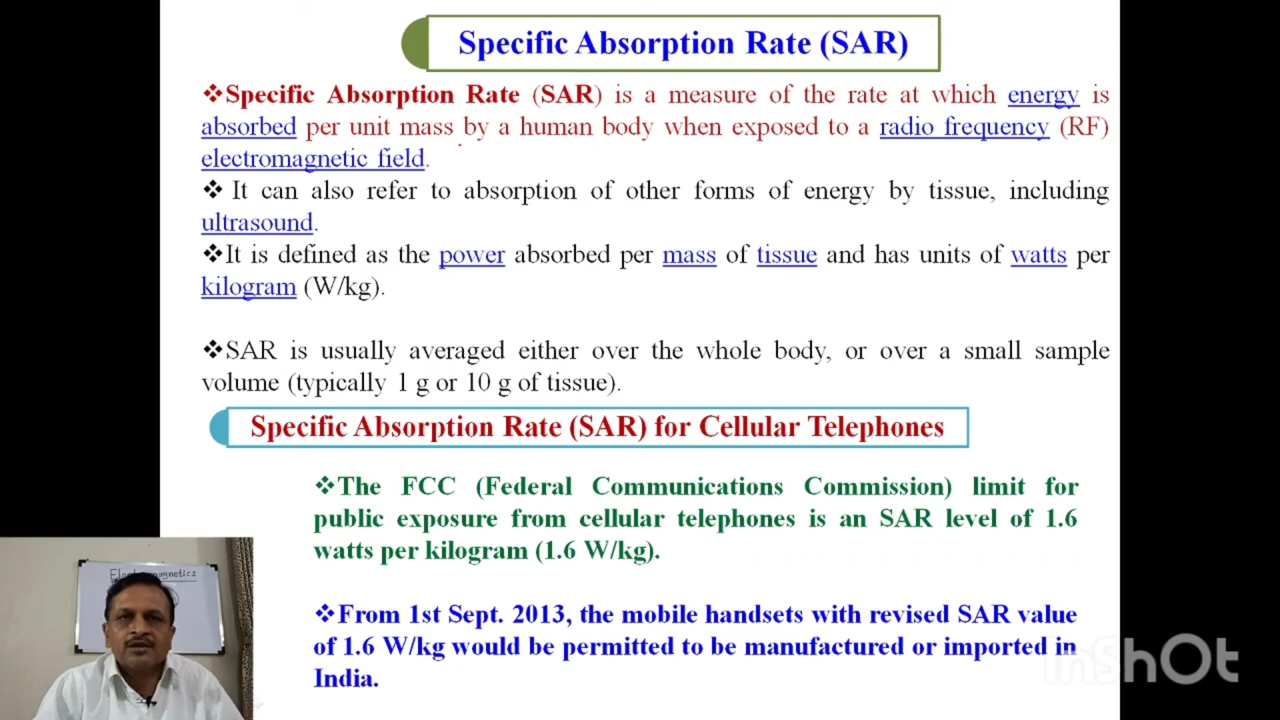 Specific Absorption Rate (SAR)
❖Specific Absorption Rate (SAR) is a measure of the rate at which energy is
absorbed per unit mass by a human body when exposed to a radio frequency (RF)
electromagnetic field.
❖ It can also refer to absorption of other forms of energy by tissue, including
ultrasound.
❖It is defined as the power absorbed per mass of tissue and has units of watts per
kilogram (W/kg).
❖SAR is usually averaged either over the whole body, or over a small sample
volume (typically 1 g or 10 g of tissue).
Specific Absorption Rate (SAR) for Cellular Telephones
❖The FCC (Federal Communications Commission) limit for
public exposure from cellular telephones is an SAR level of 1.6
watts per kilogram (1.6 W/kg).
❖From 1st Sept. 2013, the mobile handsets with revised SAR value
of 1.6 W/kg would be permitted to be manufactured or imported in
India.
Electromagnetics
InShOt